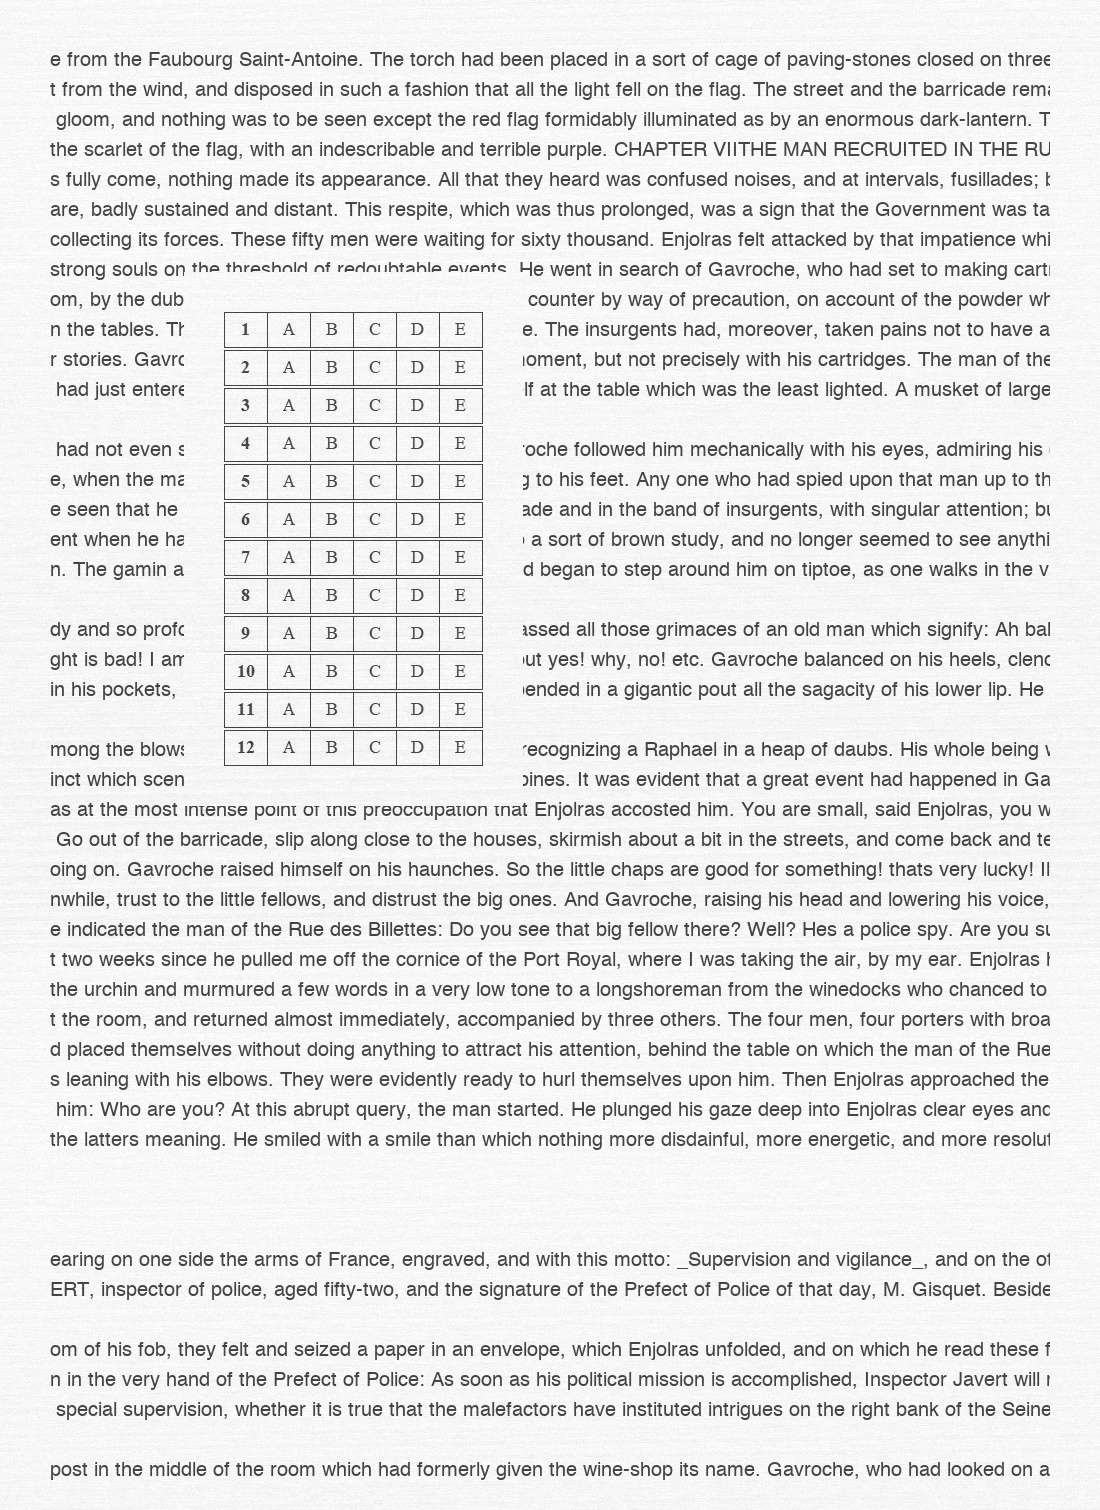 e from the Faubourg Saint-Antoine. The torch had been placed in a sort of cage of paving-stones closed on three
t from the wind, and disposed in such a fashion that all the light fell on the flag. The street and the barricade rema
gloom, and nothing was to be seen except the red flag formidably illuminated as by an enormous dark-lantern. T
the scarlet of the flag, with an indescribable and terrible purple. CHAPTER VIITHE MAN RECRUITED IN THE RU
s fully come, nothing made its appearance. All that they heard was confused noises, and at intervals, fusillades; b
are, badly sustained and distant. This respite, which was thus prolonged, was a sign that the Government was ta
collecting its forces. These fifty men were waiting for sixty thousand. Enjolras felt attacked by that impatience whi
strong souls on the threshold of redoubtable events. He went in search of Gavroche, who had set to making cart
om, by the dub counter by way of precaution, on account of the powder wh
n the tables. Th e. The insurgents had, moreover, taken pains not to have a
r stories. Gavro moment, but not precisely with his cartridges. The man of the
had just entere lf at the table which was the least lighted. A musket of large
had not even s roche followed him mechanically with his eyes, admiring his
e, when the ma g to his feet. Any one who had spied upon that man up to th
e seen that he ade and in the band of insurgents, with singular attention; bu
ent when he ha a sort of brown study, and no longer seemed to see anythi
n. The gamin a d began to step around him on tiptoe, as one walks in the v
dy and so profo assed all those grimaces of an old man which signify: Ah bah
ght is bad! I am but yes! why, no! etc. Gavroche balanced on his heels, clenc
in his pockets, pended in a gigantic pout all the sagacity of his lower lip. He
mong the blows recognizing a Raphael in a heap of daubs. His whole being w
inct which scen bines. It was evident that a great event had happened in Ga
1 A B C D E
2 A B C D E
3 A B C D E
4 A B C D E
5 A B C D E
6 A B C D E
7 A B C D E
8 A B C D E
9 A B C D E
10 A B C D E
11 A B C D E
12 A B C D E
as at the most intense point of this preoccupation that Enjolras accosted him. You are small, said Enjolras, you w
Go out of the barricade, slip along close to the houses, skirmish about a bit in the streets, and come back and te
oing on. Gavroche raised himself on his haunches. So the little chaps are good for something! thats very lucky! Il
nwhile, trust to the little fellows, and distrust the big ones. And Gavroche, raising his head and lowering his voice,
e indicated the man of the Rue des Billettes: Do you see that big fellow there? Well? Hes a police spy. Are you su
t two weeks since he pulled me off the cornice of the Port Royal, where I was taking the air, by my ear. Enjolras h
the urchin and murmured a few words in a very low tone to a longshoreman from the winedocks who chanced to
t the room, and returned almost immediately, accompanied by three others. The four men, four porters with broa
d placed themselves without doing anything to attract his attention, behind the table on which the man of the Rue
s leaning with his elbows. They were evidently ready to hurl themselves upon him. Then Enjolras approached the
him: Who are you? At this abrupt query, the man started. He plunged his gaze deep into Enjolras clear eyes and
the latters meaning. He smiled with a smile than which nothing more disdainful, more energetic, and more resolut
earing on one side the arms of France, engraved, and with this motto: _Supervision and vigilance_, and on the ot
ERT, inspector of police, aged fifty-two, and the signature of the Prefect of Police of that day, M. Gisquet. Beside
om of his fob, they felt and seized a paper in an envelope, which Enjolras unfolded, and on which he read these f
n in the very hand of the Prefect of Police: As soon as his political mission is accomplished, Inspector Javert will
special supervision, whether it is true that the malefactors have instituted intrigues on the right bank of the Seine
post in the middle of the room which had formerly given the wine-shop its name. Gavroche, who had looked on a